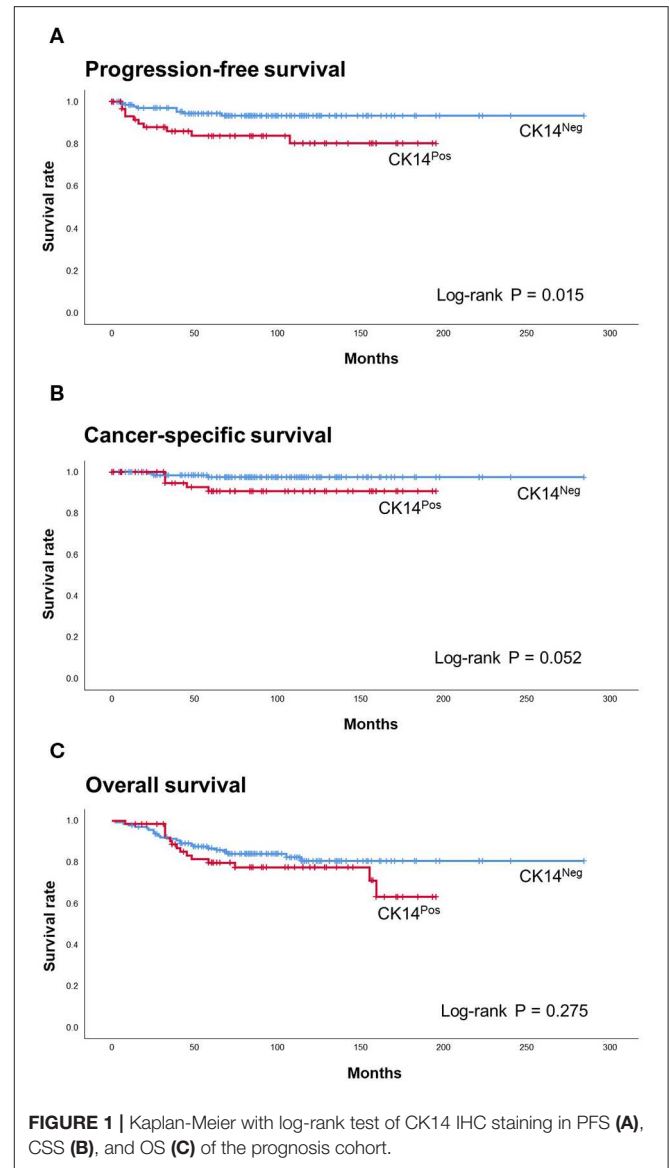 A
Progression-free survival
1.0
0.8
0.6
0.4
0.2
0.0
Survival rate
CK14Neg
CK14Pos
Log-rank P = 0.015
0 50 100 150 200 250 300
Months
B
Cancer-specific survival
1.0
0.8
0.6
0.4
0.2
0.0
Survival rate
CK14Neg
CK14Pos
Log-rank P = 0.052
0 50 100 150 200 250 300
Months
C
Overall survival
1.0
0.8
0.6
0.4
0.2
0.0
Survival rate
CK14Neg
CK14Pos
Log-rank P = 0.275
0 50 100 150 200 250 300
Months
FIGURE 1 | Kaplan-Meier with log-rank test of CK14 IHC staining in PFS (A),
CSS (B), and OS (C) of the prognosis cohort.